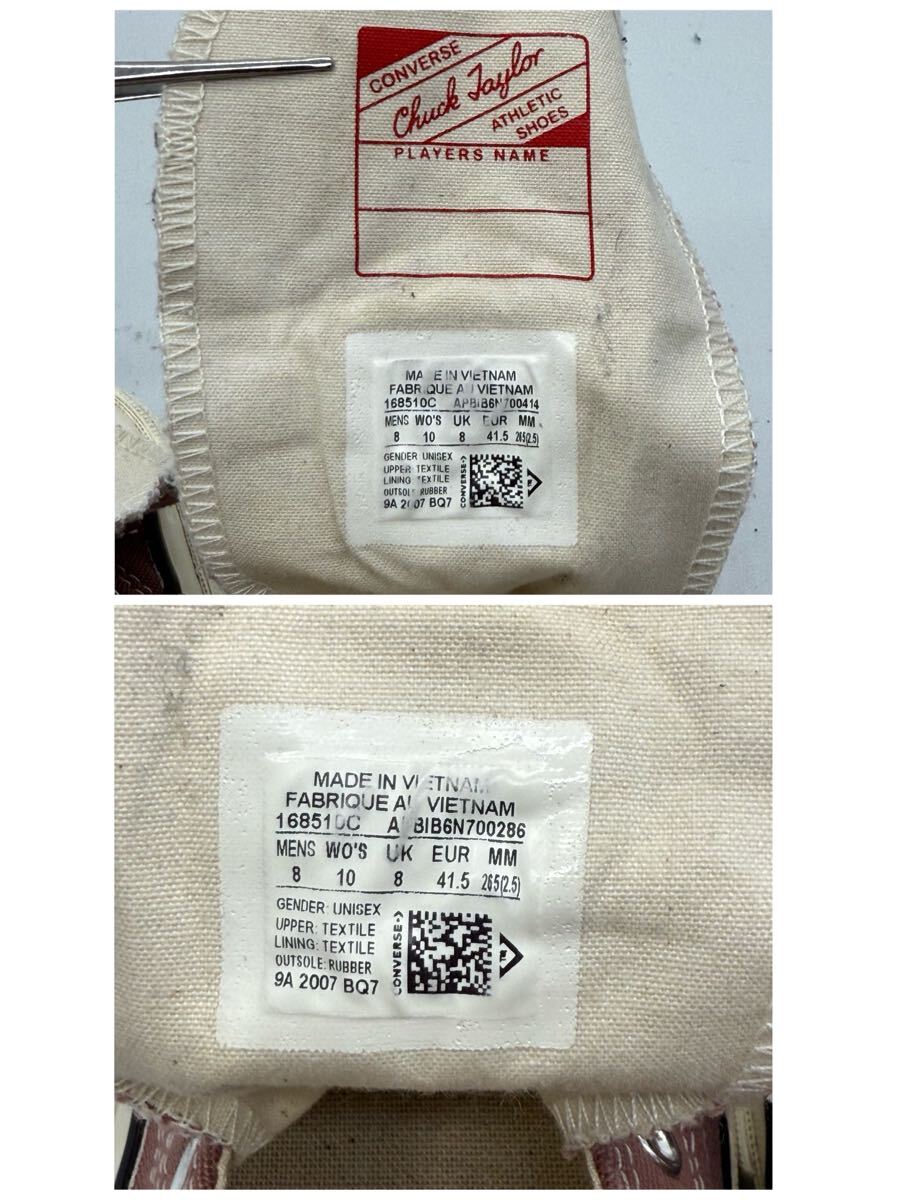 CONVERSE
Chuck Taylor
ATHLETIC
SHOES
PLAYERS NAME
MADE IN VIETNAM
FABRIQUE AU VIETNAM
168510C APBIB6N700414
MENS WO'S UK EUR MM
8 10 8 41.5 265(2.5)
GENDER UNISEX
UPPER TEXTILE
LINING TEXTILE
OUTSOLE RUBBER
9A 2007 BQ7
CONVERSE
MADE IN VIETNAM
FABRIQUE AU VIETNAM
168510C APBIB6N700286
MENS WO'S UK EUR MM
8 10 8 41.5 265(2.5)
GENDER: UNISEX
UPPER: TEXTILE
LINING: TEXTILE
OUTSOLE: RUBBER
9A 2007 BQ7
CONVERSE
TM